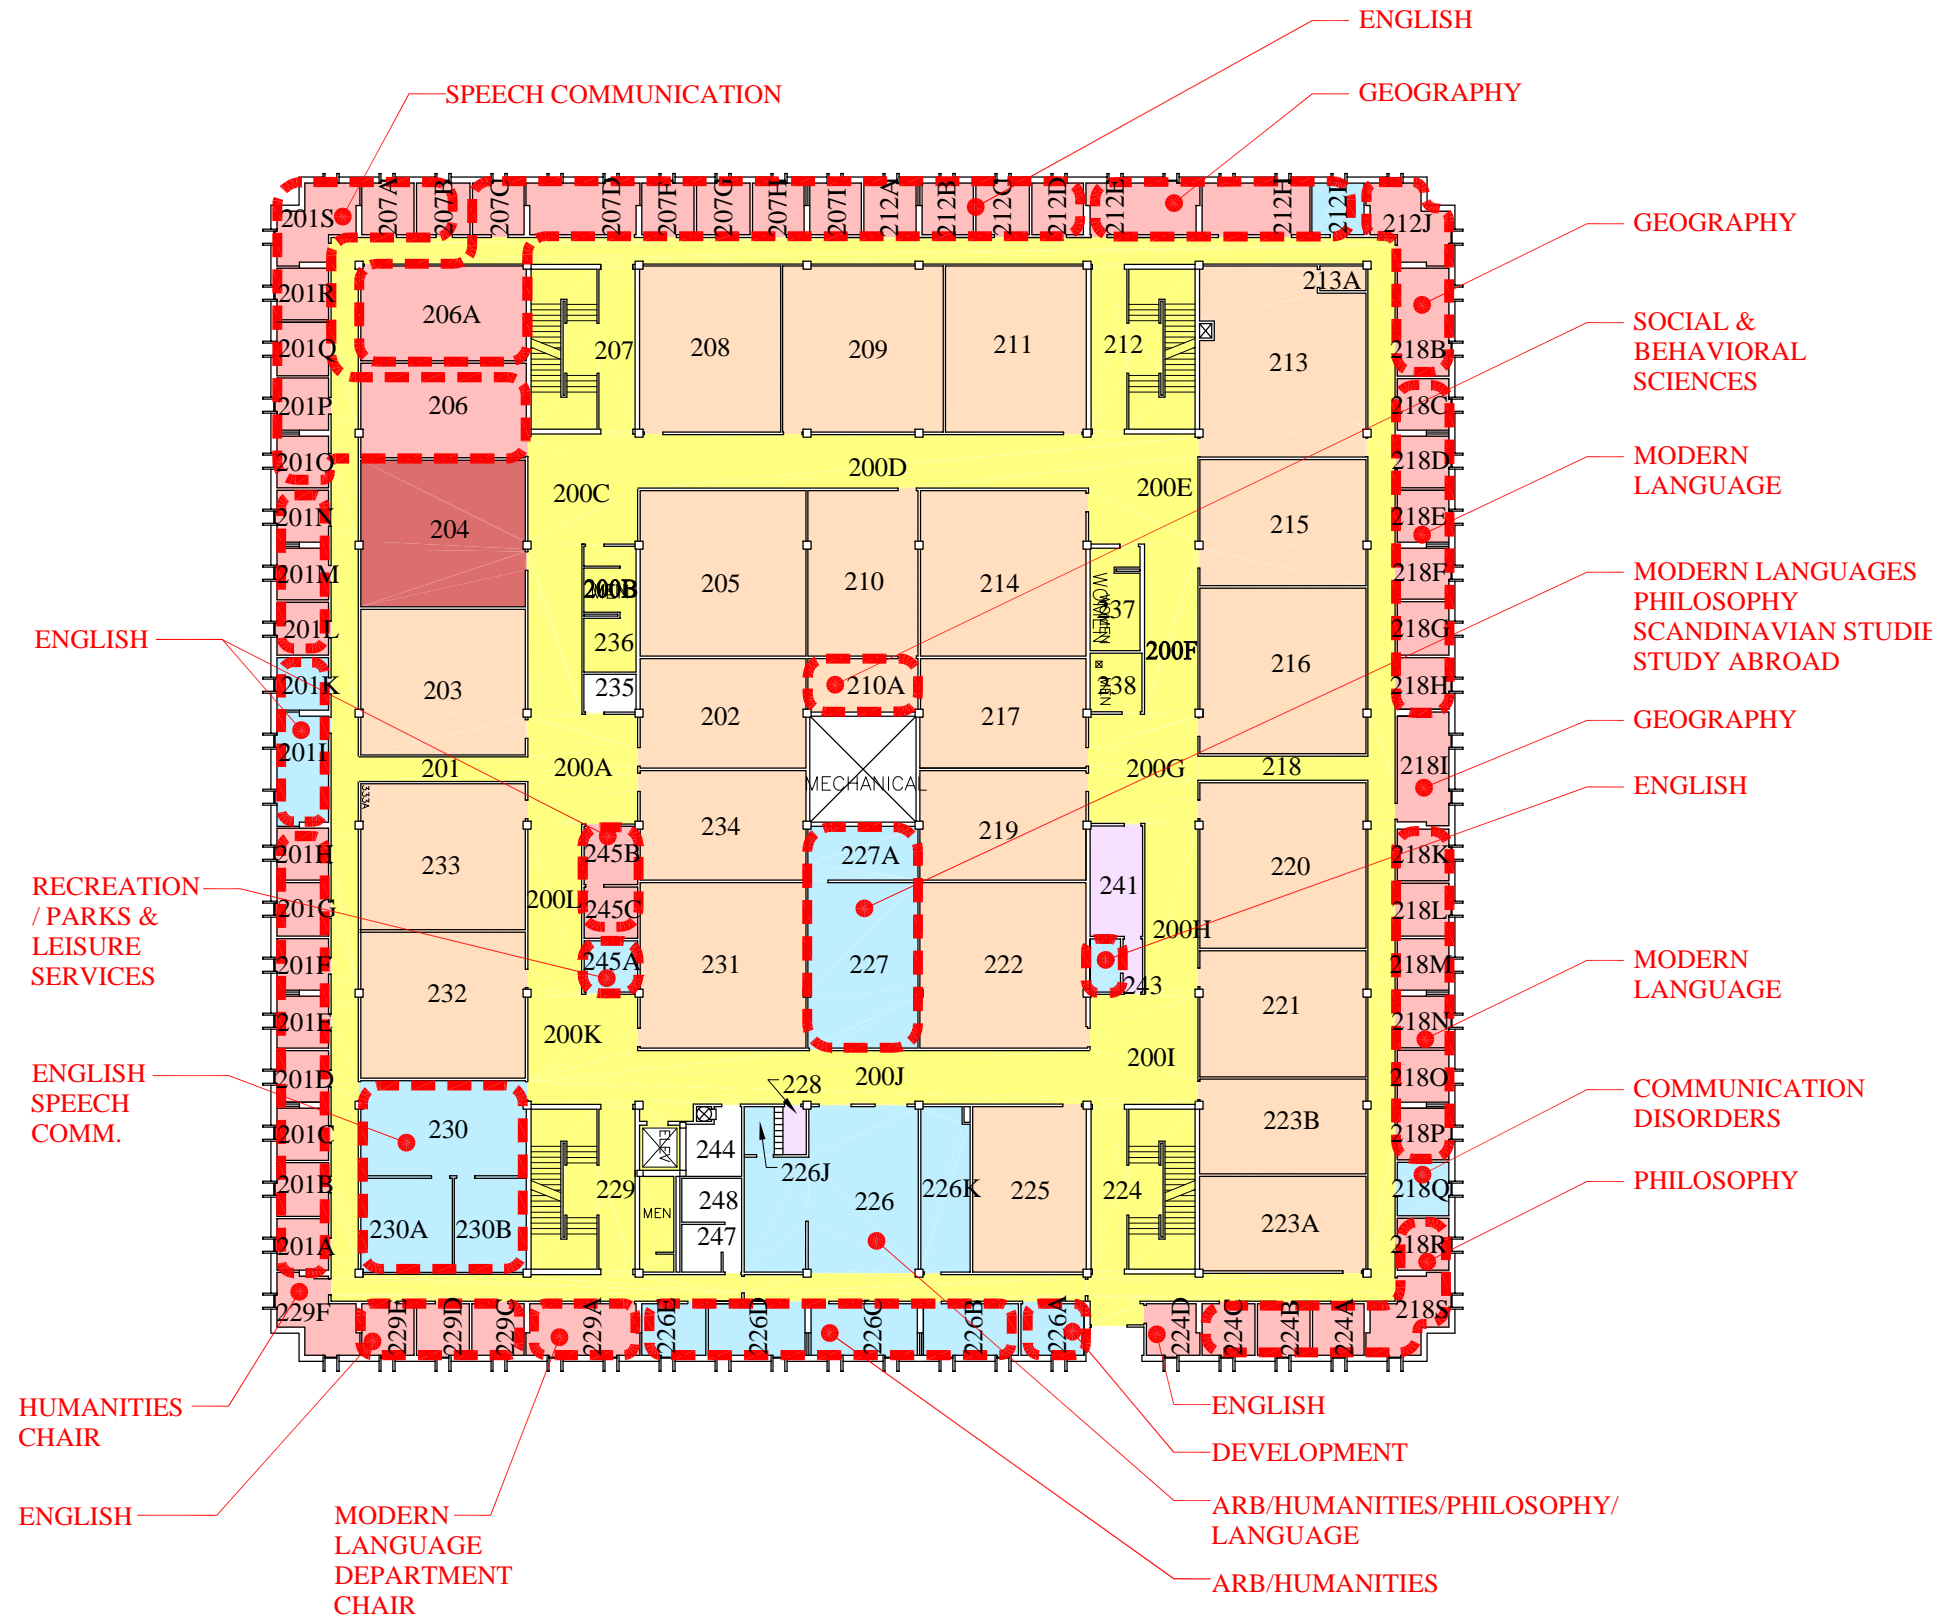 ENGLISH
SPEECH COMMUNICATION
GEOGRAPHY
201S
207A
207B
207C
207D
207F
207G
207H
207I
212A
212B
212C
212D
212E
212H
212I
212J
GEOGRAPHY
201R
206A
213A
201Q
207
208
209
211
212
213
218B
SOCIAL &
BEHAVIORAL
SCIENCES
201P
206
218C
201O
200D
218D
MODERN
LANGUAGE
200C
200E
201N
204
215
218E
201M
205
210
214
200B
MEN
WOMEN
237
WOMEN
218F
MODERN LANGUAGES
PHILOSOPHY
SCANDINAVIAN STUDIE
STUDY ABROAD
ENGLISH
201L
236
200F
218G
201K
203
235
210A
238
MEN
216
218H
202
217
GEOGRAPHY
201I
201
200A
MECHANICAL
200G
218
218I
ENGLISH
333A
201H
233
245B
234
227A
219
220
218K
RECREATION
/ PARKS &
LEISURE
SERVICES
201G
200L
245C
241
200H
218L
201F
232
245A
231
227
222
243
221
218M
MODERN
LANGUAGE
201E
200K
200I
218N
ENGLISH
SPEECH
COMM.
201D
228
200J
218O
COMMUNICATION
DISORDERS
201C
230
ELEV
244
226J
223B
218P
201B
229
MEN
248
226
226K
225
224
218Q
PHILOSOPHY
201A
230A
230B
247
223A
218R
229F
229E
229D
229C
229A
226E
226D
226C
226B
226A
224D
224C
224B
224A
218S
HUMANITIES
CHAIR
ENGLISH
DEVELOPMENT
ENGLISH
MODERN
LANGUAGE
DEPARTMENT
CHAIR
ARB/HUMANITIES/PHILOSOPHY/
LANGUAGE
ARB/HUMANITIES